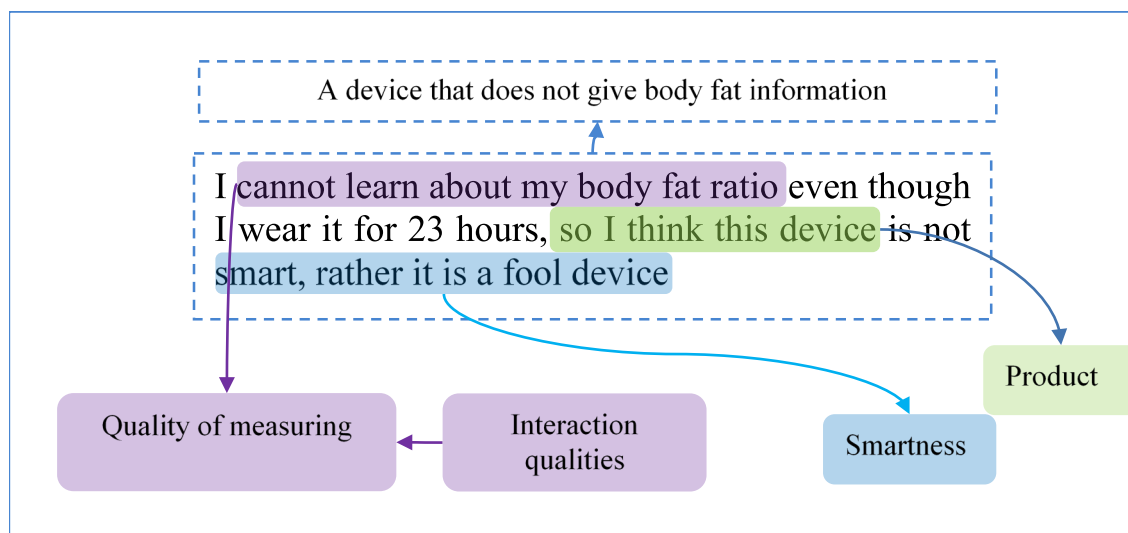 A device that does not give body fat information
I cannot learn about my body fat ratio even though
I wear it for 23 hours, so I think this device is not
smart, rather it is a fool device
Product
Quality of measuring
Interaction
qualities
Smartness